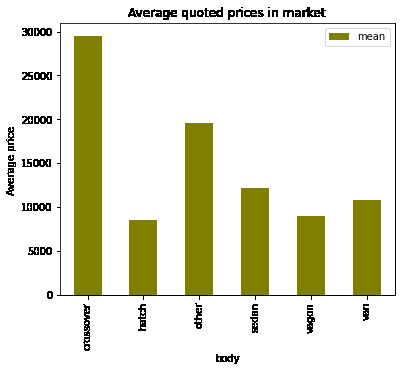 Average quoted prices in market
mean
30000
25000
20000
15000
10000
5000
0
Average price
crossover
hatch
other
sedan
vagon
van
body